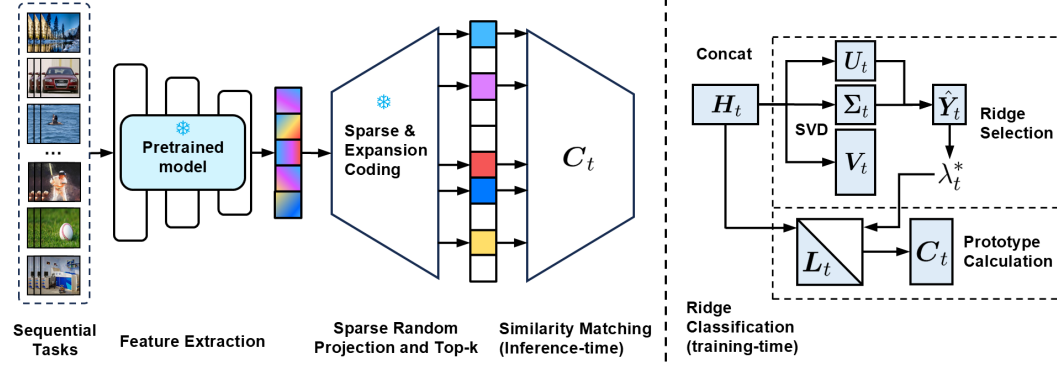 Pretrained
model
...
Sparse &
Expansion
Coding
C_t
Sequential
Tasks
Feature Extraction
Sparse Random
Projection and Top-k
Similarity Matching
(Inference-time)
Concat
H_t
SVD
U_t
Σ_t
V_t
Ŷ_t
λ_t^*
Ridge
Selection
L_t
C_t
Prototype
Calculation
Ridge
Classification
(training-time)